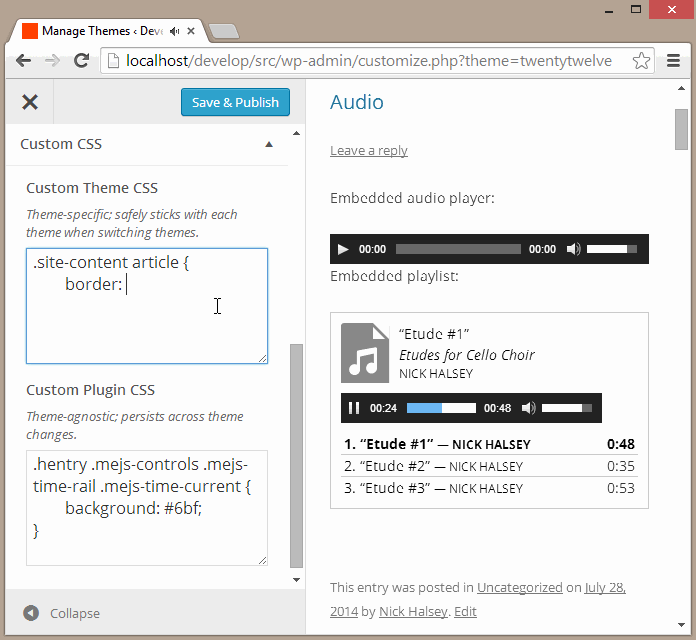 Manage Themes ‹ Deve
localhost/develop/src/wp-admin/customize.php?theme=twentytwelve
Save & Publish
Custom CSS
Custom Theme CSS
Theme-specific; safely sticks with each
theme when switching themes.
.site-content article {
border:
Custom Plugin CSS
Theme-agnostic; persists across theme
changes.
.hentry .mejs-controls .mejs-
time-rail .mejs-time-current {
background: #6bf;
}
Collapse
Audio
Leave a reply
Embedded audio player:
00:00 00:00
Embedded playlist:
“Etude #1”
Etudes for Cello Choir
NICK HALSEY
00:24 00:48
1. “Etude #1” — NICK HALSEY 0:48
2. “Etude #2” — NICK HALSEY 0:35
3. “Etude #3” — NICK HALSEY 0:53
This entry was posted in Uncategorized on July 28,
2014 by Nick Halsey. Edit